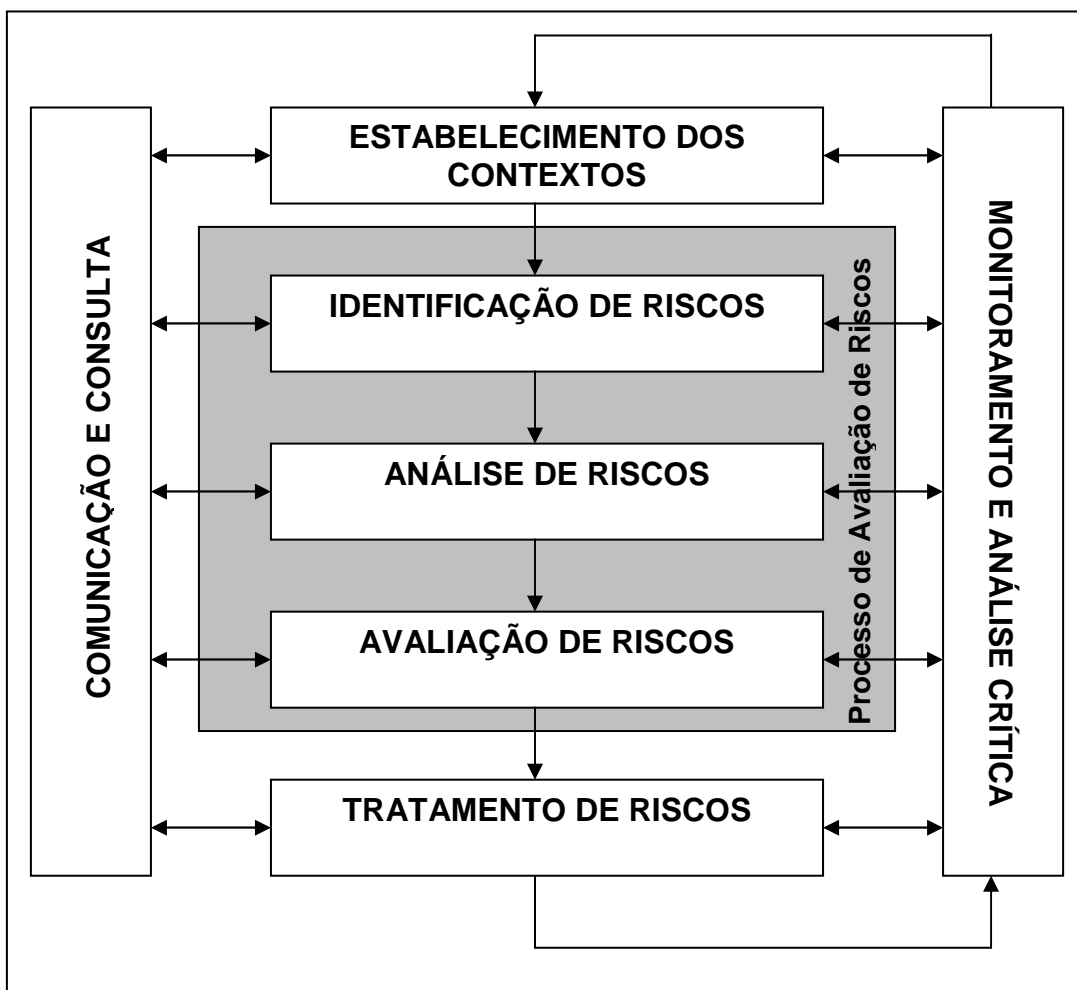 ESTABELECIMENTO DOS
CONTEXTOS
COMUNICAÇÃO E CONSULTA
IDENTIFICAÇÃO DE RISCOS
ANÁLISE DE RISCOS
AVALIAÇÃO DE RISCOS
Processo de Avaliação de Riscos
TRATAMENTO DE RISCOS
MONITORAMENTO E ANÁLISE CRÍTICA